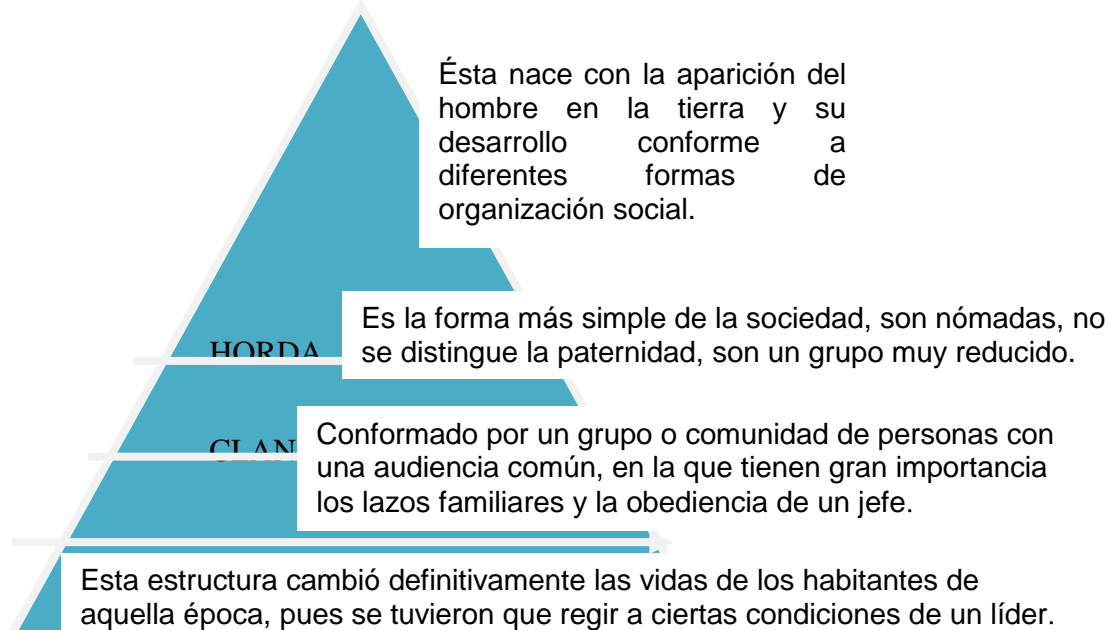 Ésta nace con la aparición del
hombre en la tierra y su
desarrollo conforme a
diferentes formas de
organización social.
HORDA
Es la forma más simple de la sociedad, son nómadas, no
se distingue la paternidad, son un grupo muy reducido.
CLAN
Conformado por un grupo o comunidad de personas con
una audiencia común, en la que tienen gran importancia
los lazos familiares y la obediencia de un jefe.
Esta estructura cambió definitivamente las vidas de los habitantes de
aquella época, pues se tuvieron que regir a ciertas condiciones de un líder.